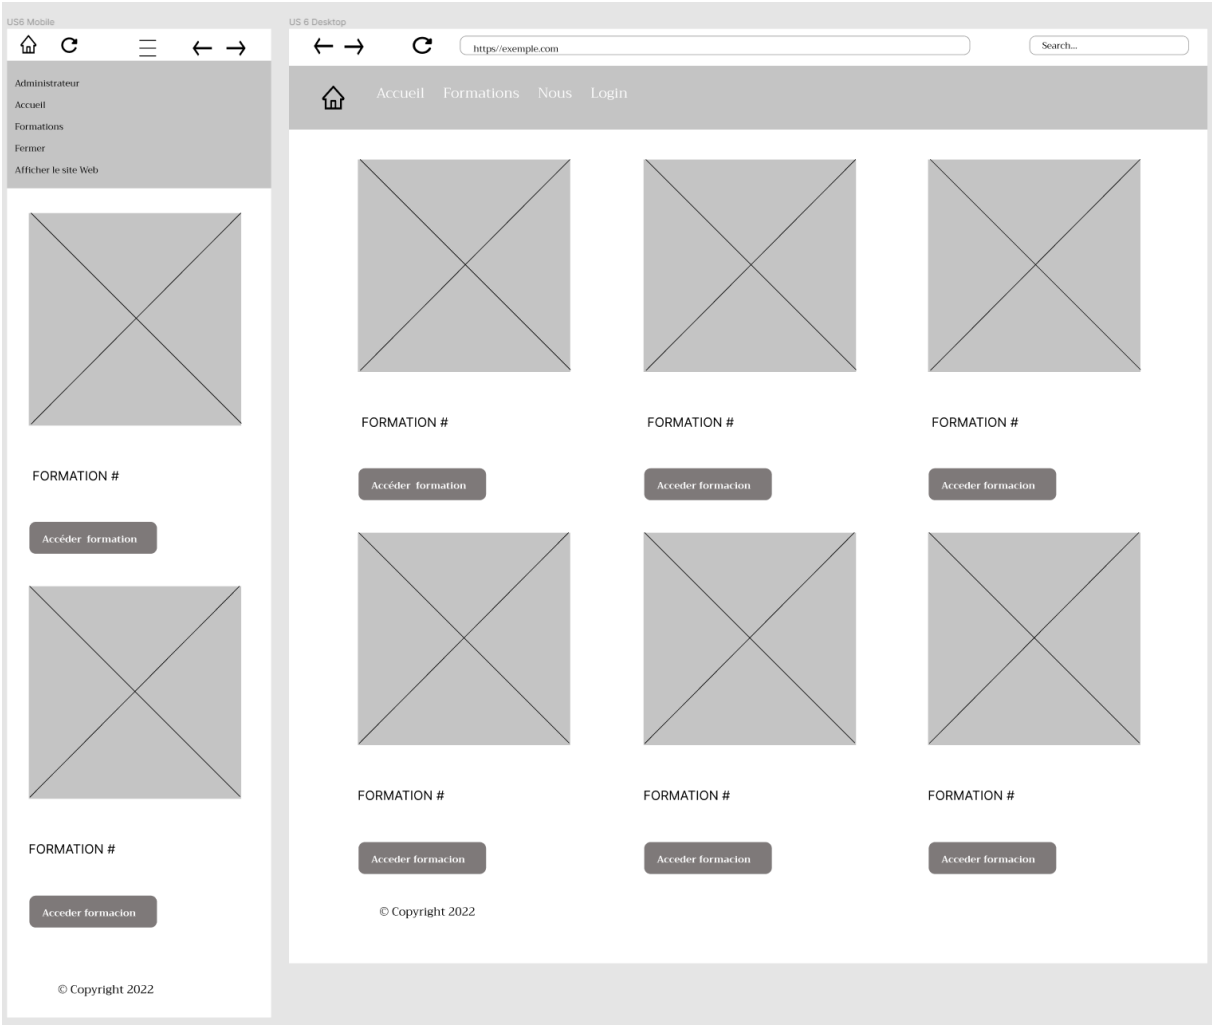 US6 Mobile
Administrateur
Accueil
Formations
Fermer
Afficher le site Web
FORMATION #
Accéder formation
FORMATION #
Acceder formacion
© Copyright 2022
US 6 Desktop
https//exemple.com
Search...
Accueil Formations Nous Login
FORMATION # FORMATION # FORMATION #
Accéder formation Acceder formacion Acceder formacion
FORMATION # FORMATION # FORMATION #
Acceder formacion Acceder formacion Acceder formacion
© Copyright 2022